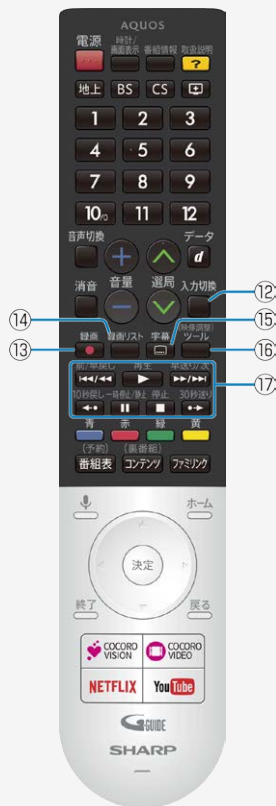 AQUOS
電源 時計/画面表示 番組情報 取扱説明
?
地上 BS CS
1 2 3
4 5 6
7 8 9
10/0 11 12
音声切換 データ
d
消音 音量 選局 入力切換
⑫
⑭ ⑮
(映像調整)
⑬ 録画 録画リスト 字幕 ツール ⑯
前/早戻し 再生 早送り/次
⑰
10秒戻し 一時停止/静止 停止 30秒送り
青 赤 緑 黄
(予約) (裏番組)
番組表 コンテンツ ファミリンク
ホーム
決定
終了 戻る
COCORO VISION COCORO VIDEO
NETFLIX YouTube
G-GUIDE
SHARP